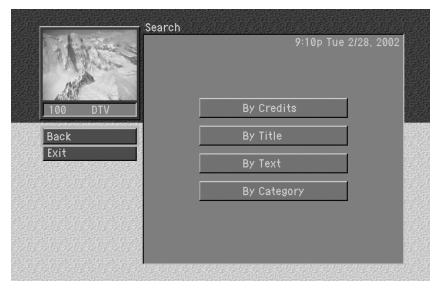 Search
9:10p Tue 2/28, 2002
100 DTV
Back
Exit
By Credits
By Title
By Text
By Category